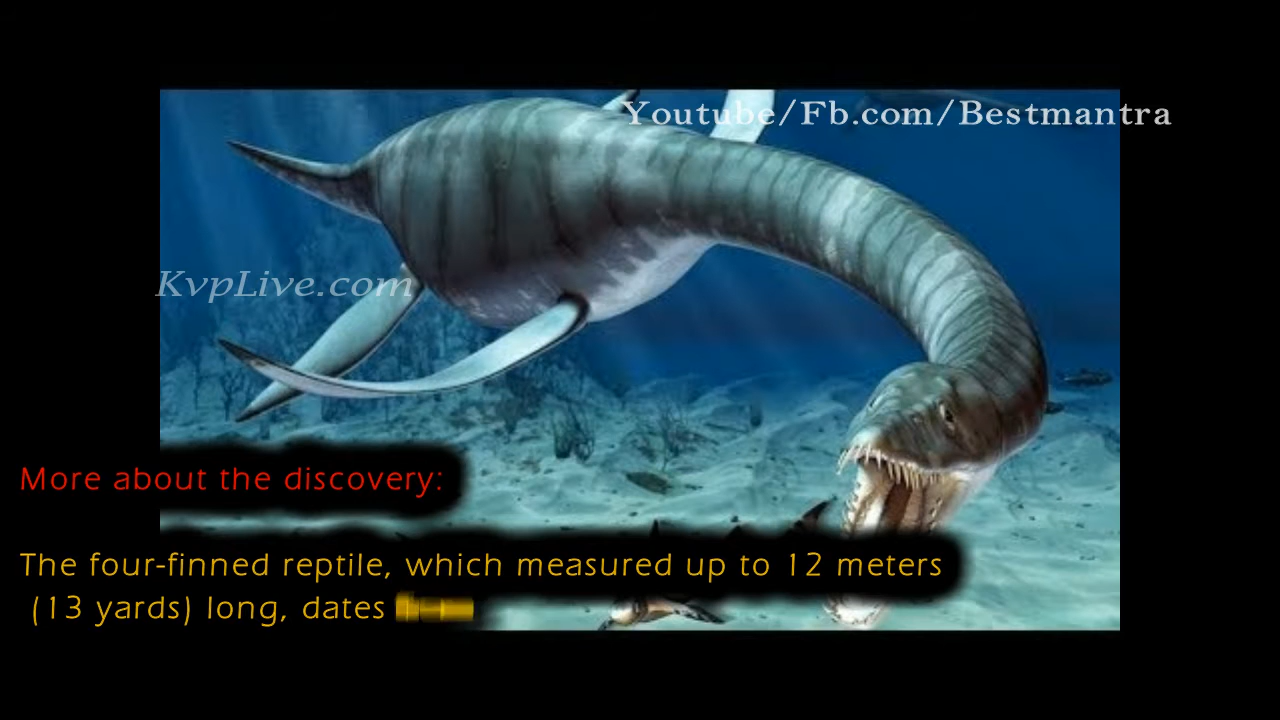 Youtube/Fb.com/Bestmantra
KvpLive.com
More about the discovery:
The four-finned reptile, which measured up to 12 meters
(13 yards) long, dates